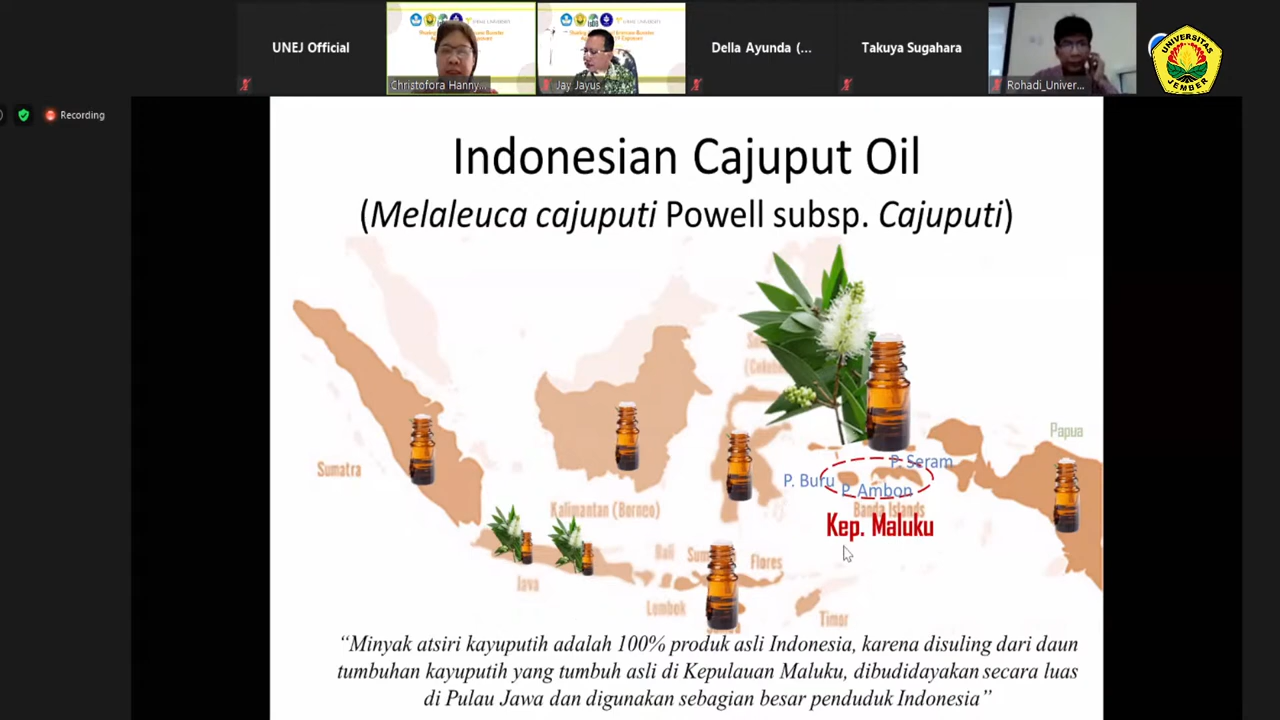 UNEJ Official
Christofora Hanny...
Jay Jayus
Della Ayunda (...
Takuya Sugahara
Rohadi_Univer...
UNIVERSITAS
JEMBER
Recording
Indonesian Cajuput Oil
(Melaleuca cajuputi Powell subsp. Cajuputi)
Papua
Sumatra
P. Seram
P. Buru
P. Ambon
Kalimantan (Borneo)
Banda Islands
Kep. Maluku
Bali
Flores
Java
Lombok
Timor
“Minyak atsiri kayuputih adalah 100% produk asli Indonesia, karena disuling dari daun
tumbuhan kayuputih yang tumbuh asli di Kepulauan Maluku, dibudidayakan secara luas
di Pulau Jawa dan digunakan sebagian besar penduduk Indonesia”